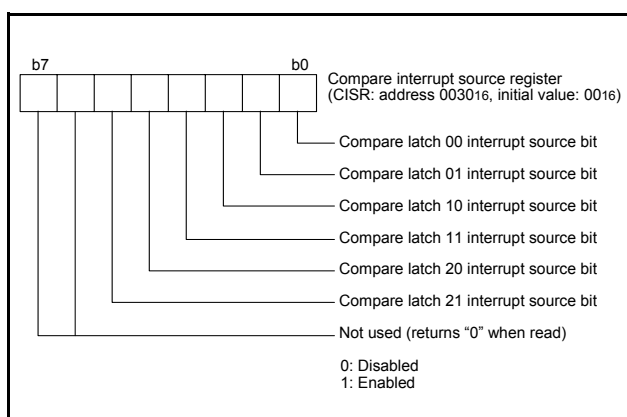 b7 b0
Compare interrupt source register
(CISR: address 003016, initial value: 0016)
Compare latch 00 interrupt source bit
Compare latch 01 interrupt source bit
Compare latch 10 interrupt source bit
Compare latch 11 interrupt source bit
Compare latch 20 interrupt source bit
Compare latch 21 interrupt source bit
Not used (returns “0” when read)
0: Disabled
1: Enabled